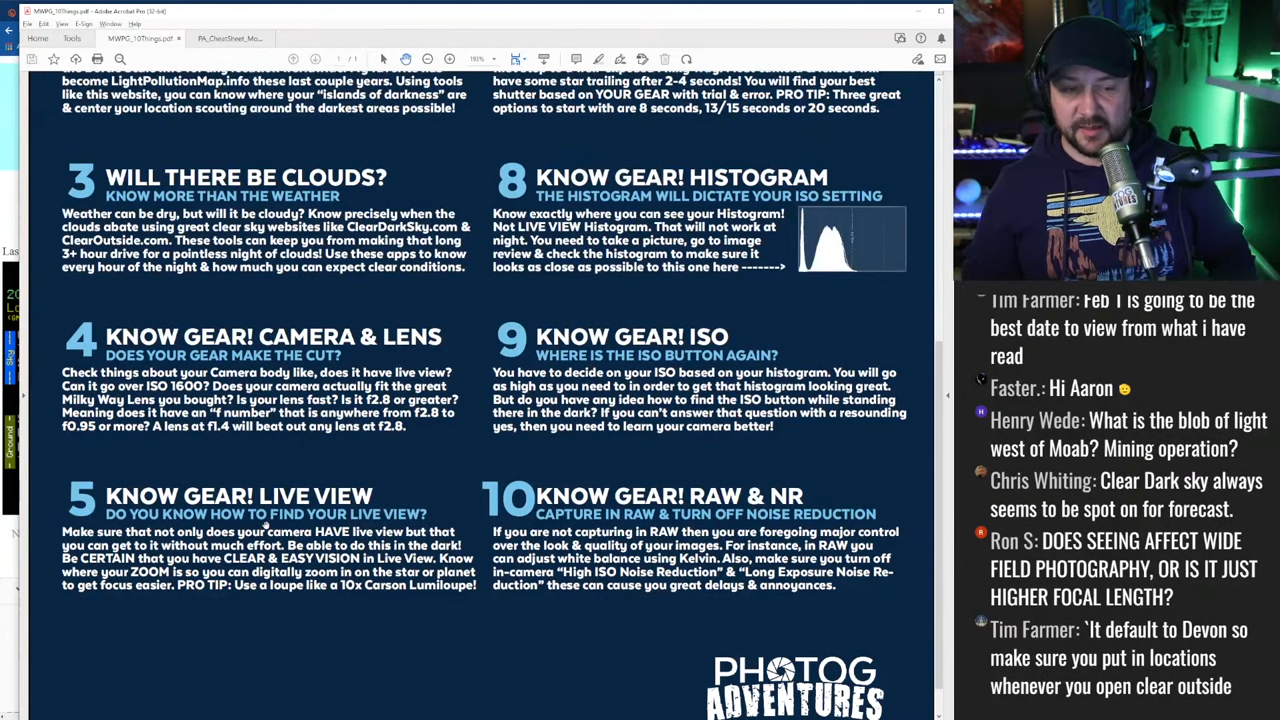 MWPG_10Things.pdf - Adobe Acrobat Pro (32-bit)
File Edit View E-Sign Window Help
Home Tools MWPG_10Things.pdf × PA_CheatSheet_Mo...
1 / 1 193%
become LightPollutionMap.info these last couple years. Using tools
like this website, you can know where your “islands of darkness” are
& center your location scouting around the darkest areas possible!
3 WILL THERE BE CLOUDS?
KNOW MORE THAN THE WEATHER
Weather can be dry, but will it be cloudy? Know precisely when the
clouds abate using great clear sky websites like ClearDarkSky.com &
ClearOutside.com. These tools can keep you from making that long
3+ hour drive for a pointless night of clouds! Use these apps to know
every hour of the night & how much you can expect clear conditions.
4 KNOW GEAR! CAMERA & LENS
DOES YOUR GEAR MAKE THE CUT?
Check things about your Camera body like, does it have live view?
Can it go over ISO 1600? Does your camera actually fit the great
Milky Way Lens you bought? Is your lens fast? Is it f2.8 or greater?
Meaning does it have an “f number” that is anywhere from f2.8 to
f0.95 or more? A lens at f1.4 will beat out any lens at f2.8.
5 KNOW GEAR! LIVE VIEW
DO YOU KNOW HOW TO FIND YOUR LIVE VIEW?
Make sure that not only does your camera HAVE live view but that
you can get to it without much effort. Be able to do this in the dark!
Be CERTAIN that you have CLEAR & EASY VISION in Live View. Know
where your ZOOM is so you can digitally zoom in on the star or planet
to get focus easier. PRO TIP: Use a loupe like a 10x Carson Lumiloupe!
have some star trailing after 2-4 seconds! You will find your best
shutter based on YOUR GEAR with trial & error. PRO TIP: Three great
options to start with are 8 seconds, 13/15 seconds or 20 seconds.
8 KNOW GEAR! HISTOGRAM
THE HISTOGRAM WILL DICTATE YOUR ISO SETTING
Know exactly where you can see your Histogram!
Not LIVE VIEW Histogram. That will not work at
night. You need to take a picture, go to image
review & check the histogram to make sure it
looks as close as possible to this one here ------->
9 KNOW GEAR! ISO
WHERE IS THE ISO BUTTON AGAIN?
You have to decide on your ISO based on your histogram. You will go
as high as you need to in order to get that histogram looking great.
But do you have any idea how to find the ISO button while standing
there in the dark? If you can’t answer that question with a resounding
yes, then you need to learn your camera better!
10 KNOW GEAR! RAW & NR
CAPTURE IN RAW & TURN OFF NOISE REDUCTION
If you are not capturing in RAW then you are foregoing major control
over the look & quality of your images. For instance, in RAW you
can adjust white balance using Kelvin. Also, make sure you turn off
in-camera “High ISO Noise Reduction” & “Long Exposure Noise Re-
duction” these can cause you great delays & annoyances.
PHOTOG
ADVENTURES
Tim Farmer: Feb 1 is going to be the
best date to view from what i have
read
Faster.: Hi Aaron
Henry Wede: What is the blob of light
west of Moab? Mining operation?
Chris Whiting: Clear Dark sky always
seems to be spot on for forecast.
Ron S: DOES SEEING AFFECT WIDE
FIELD PHOTOGRAPHY, OR IS IT JUST
HIGHER FOCAL LENGTH?
Tim Farmer: `It default to Devon so
make sure you put in locations
whenever you open clear outside